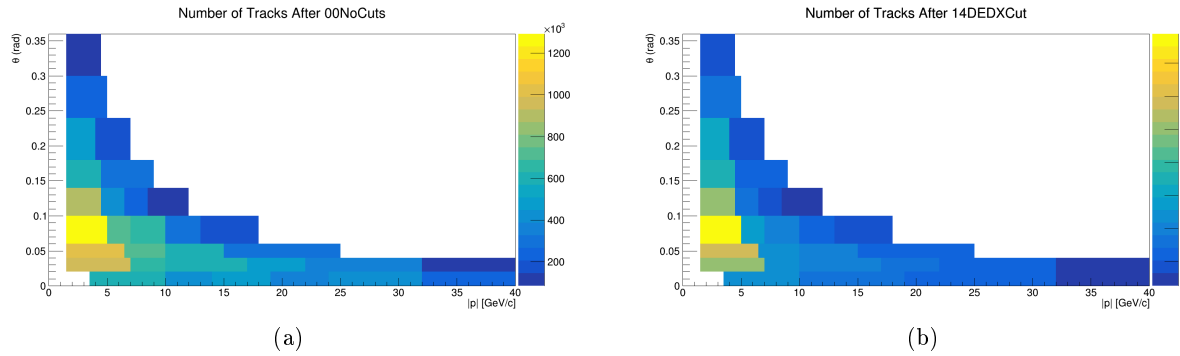 Number of Tracks After 00NoCuts
×10³
θ (rad)
0.35
0.3
0.25
0.2
0.15
0.1
0.05
0
0 5 10 15 20 25 30 35 40
|p| [GeV/c]
1200
1000
800
600
400
200
(a)
Number of Tracks After 14DEDXCut
θ (rad)
0.35
0.3
0.25
0.2
0.15
0.1
0.05
0
0 5 10 15 20 25 30 35 40
|p| [GeV/c]
(b)